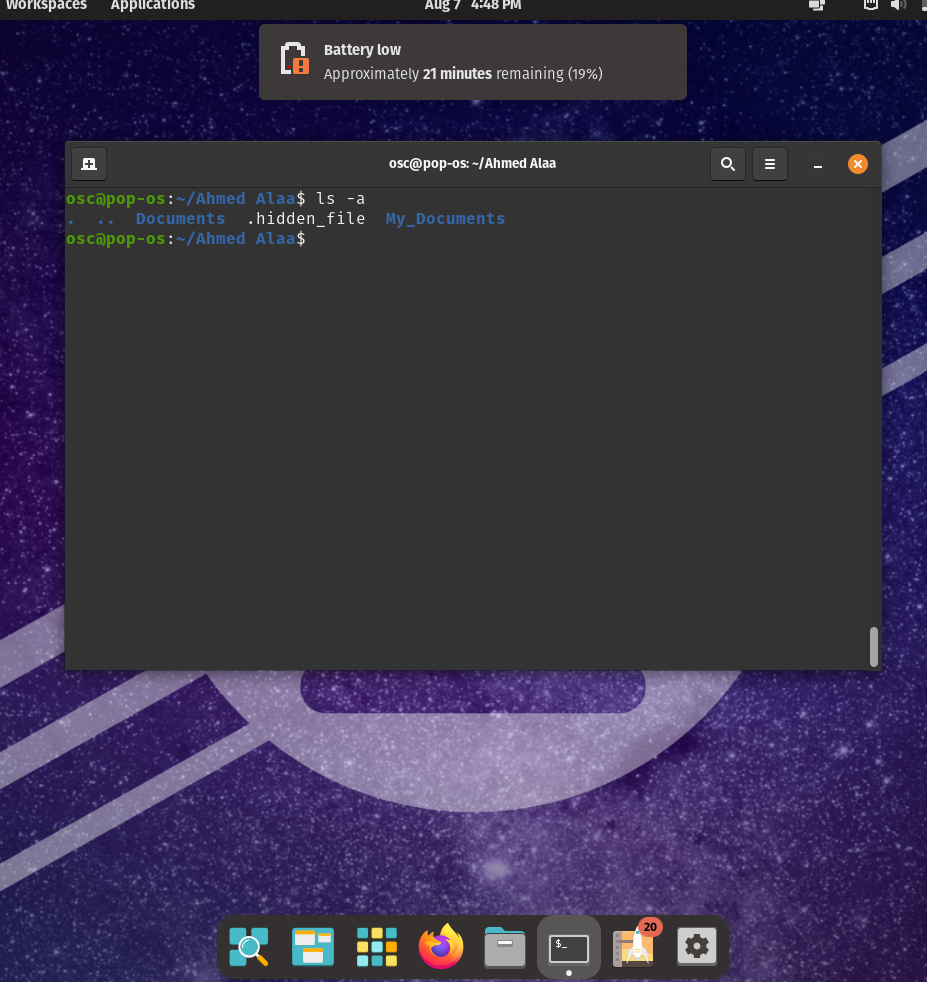 Workspaces Applications Aug 7 4:48 PM
Battery low
Approximately 21 minutes remaining (19%)
osc@pop-os: ~/Ahmed Alaa
osc@pop-os:~/Ahmed Alaa$ ls -a
. .. Documents .hidden_file My_Documents
osc@pop-os:~/Ahmed Alaa$
$_
20